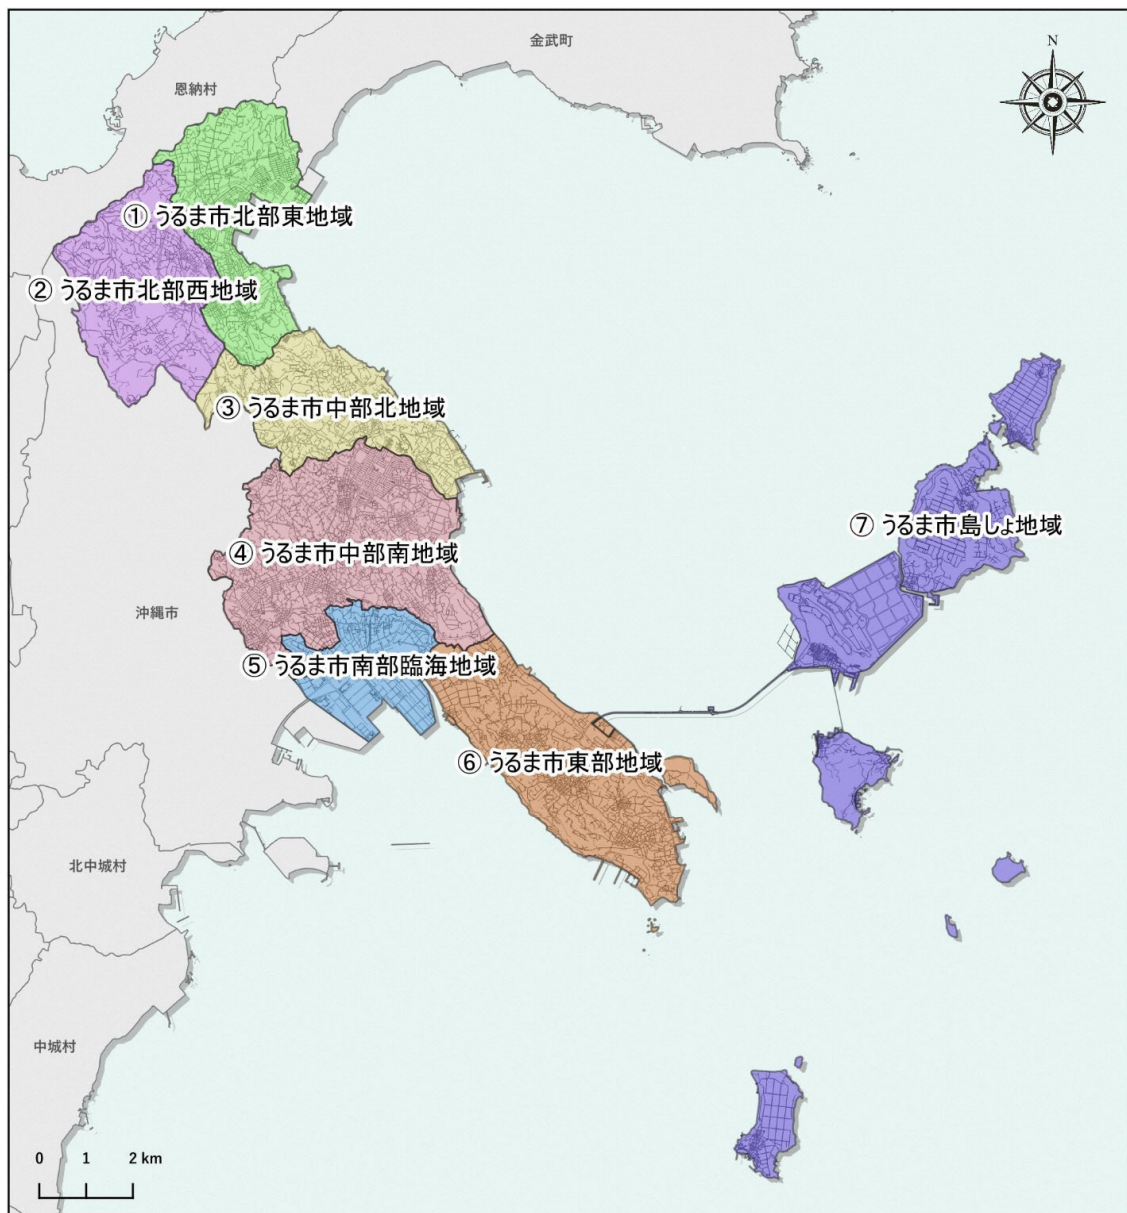 金武町
N
恩納村
① うるま市北部東地域
② うるま市北部西地域
③ うるま市中部北地域
⑦ うるま市島しょ地域
④ うるま市中部南地域
沖縄市
⑤ うるま市南部臨海地域
⑥ うるま市東部地域
北中城村
中城村
0 1 2 km